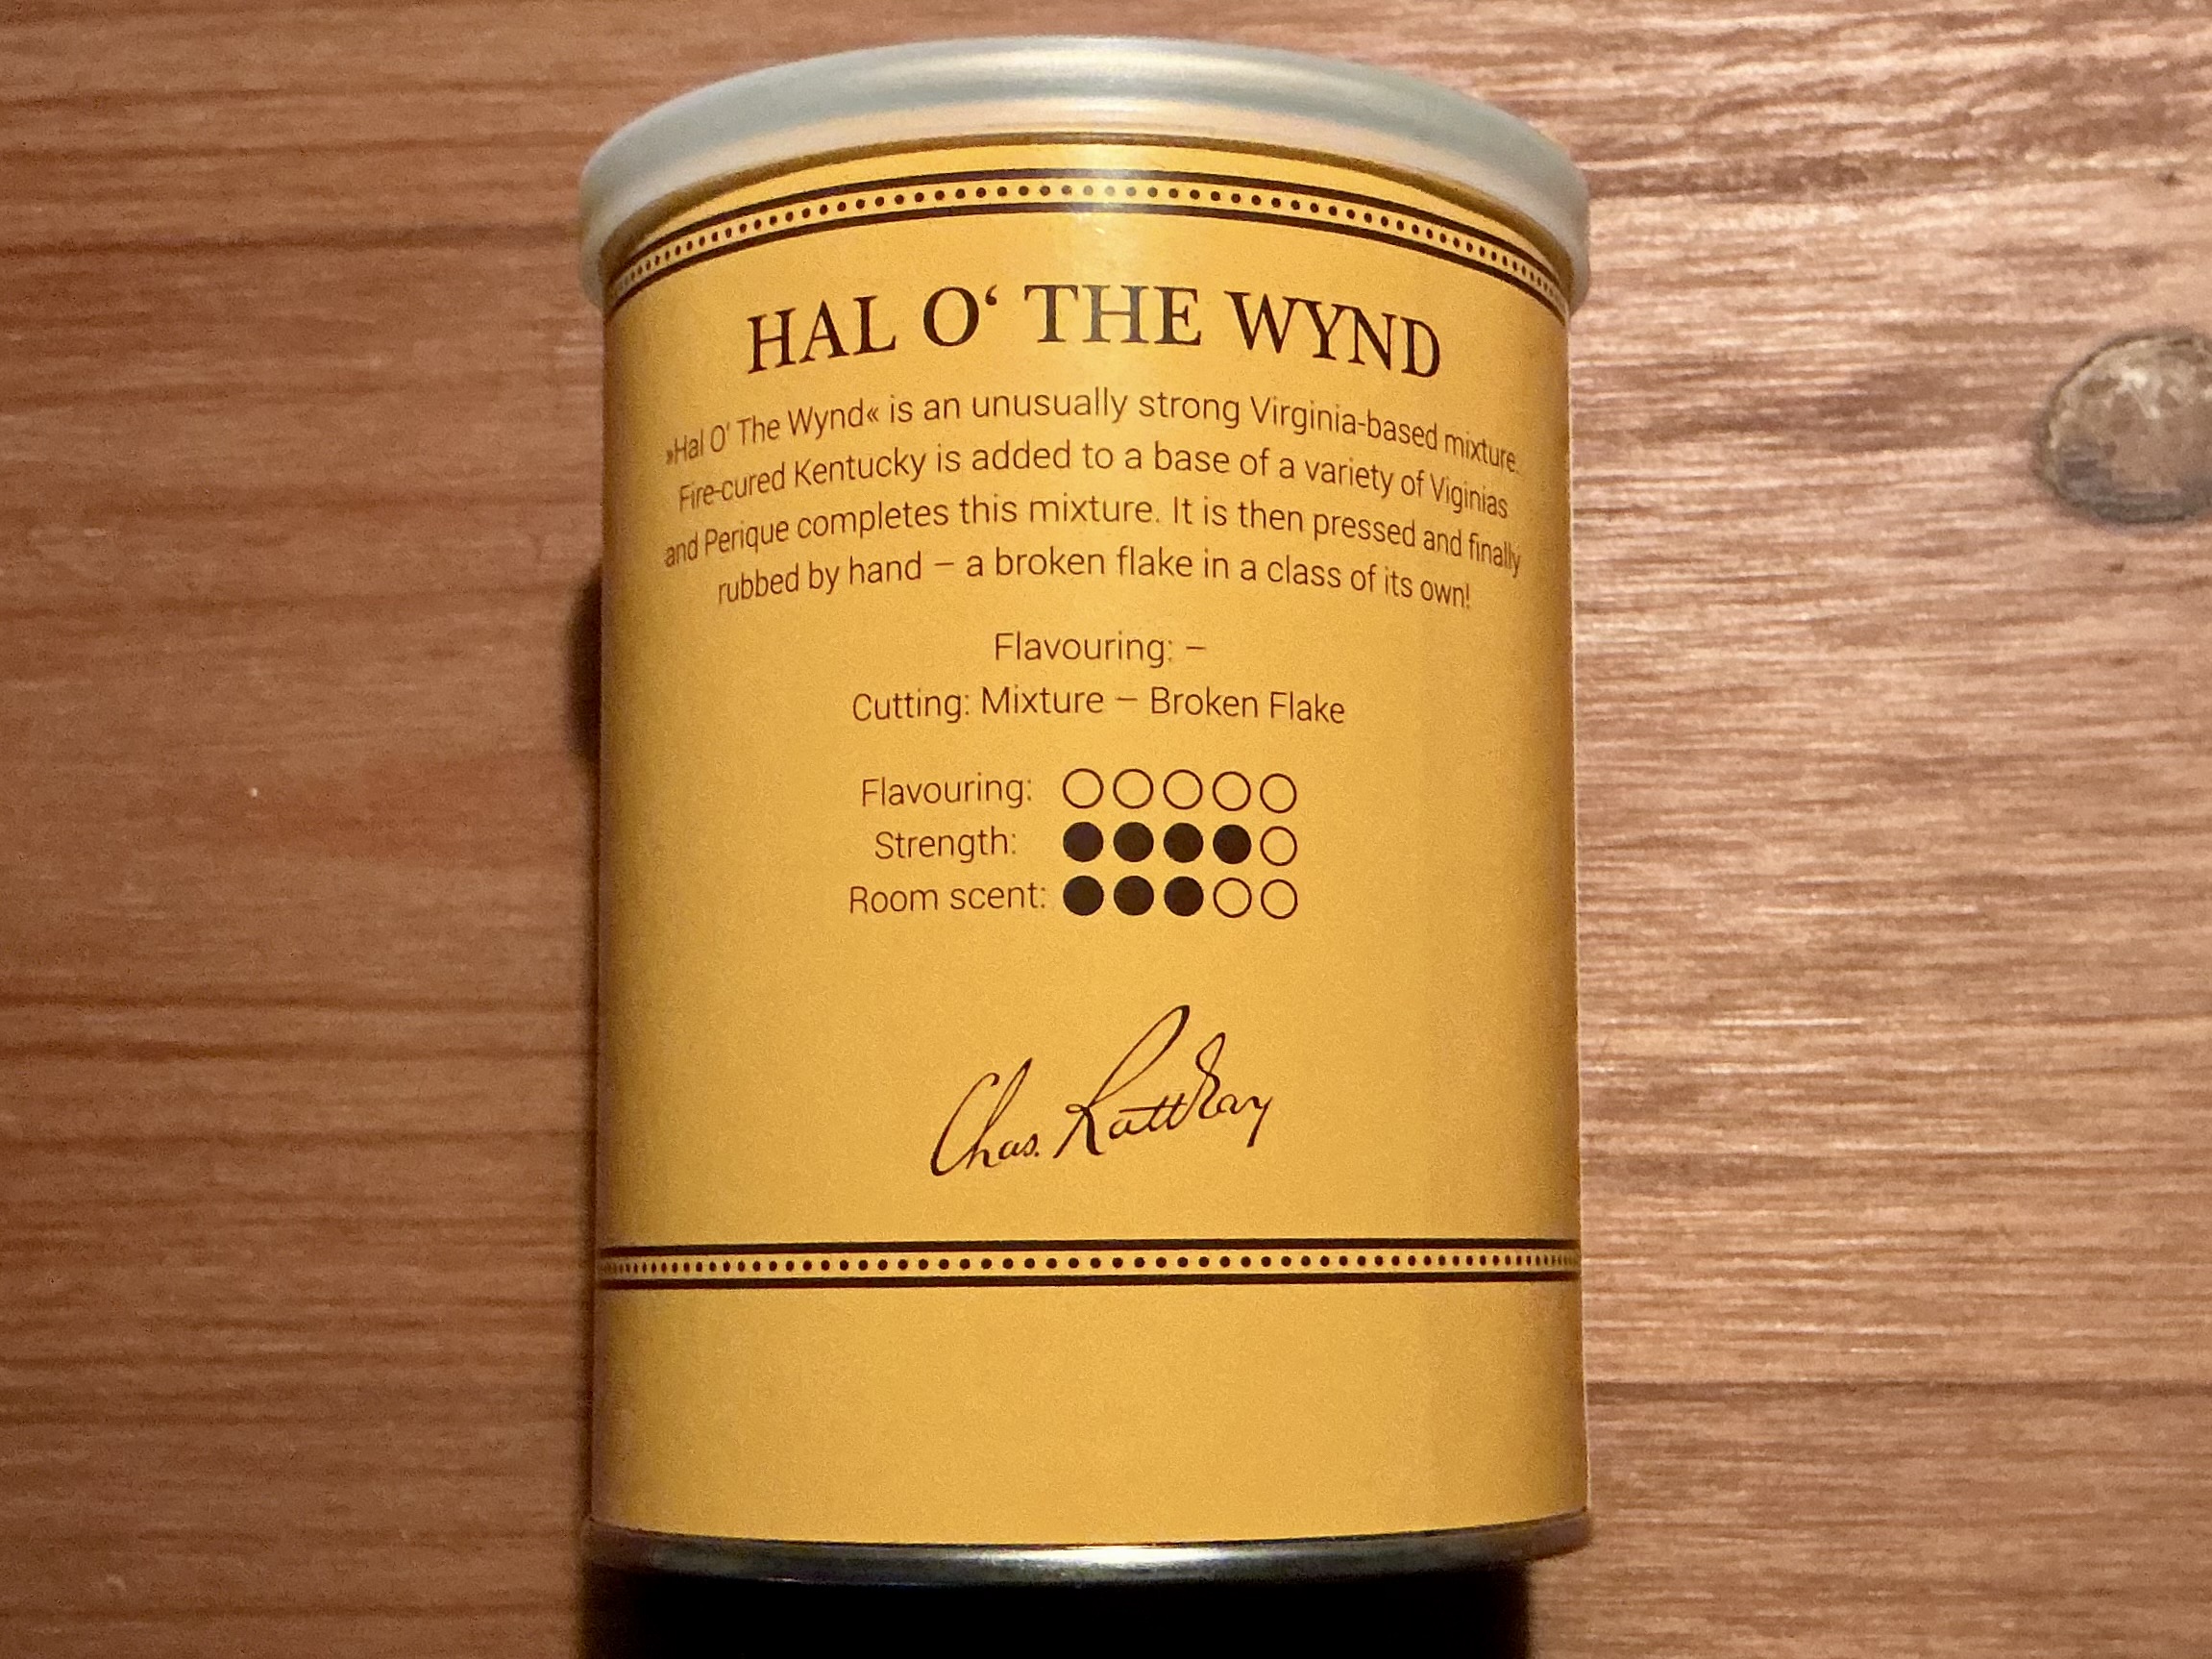 HAL O‘ THE WYND
»Hal O' The Wynd« is an unusually strong Virginia-based mixture.
Fire-cured Kentucky is added to a base of a variety of Viginias
and Perique completes this mixture. It is then pressed and finally
rubbed by hand – a broken flake in a class of its own!
Flavouring: –
Cutting: Mixture – Broken Flake
Flavouring:
Strength:
Room scent:
Chas. Rattray